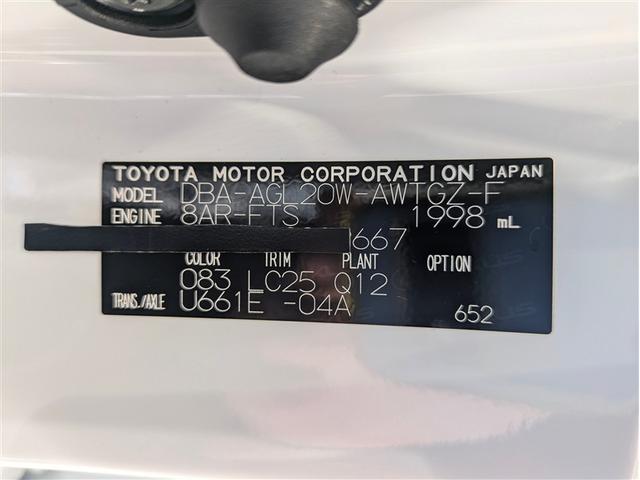 TOYOTA MOTOR CORPORATION JAPAN
MODEL DBA-AGL20W-AWTGZ-F
ENGINE 8AR-FTS 1998 mL
667
COLOR TRIM PLANT OPTION
083 LC25 Q12
TRANS./AXLE U661E -04A 652